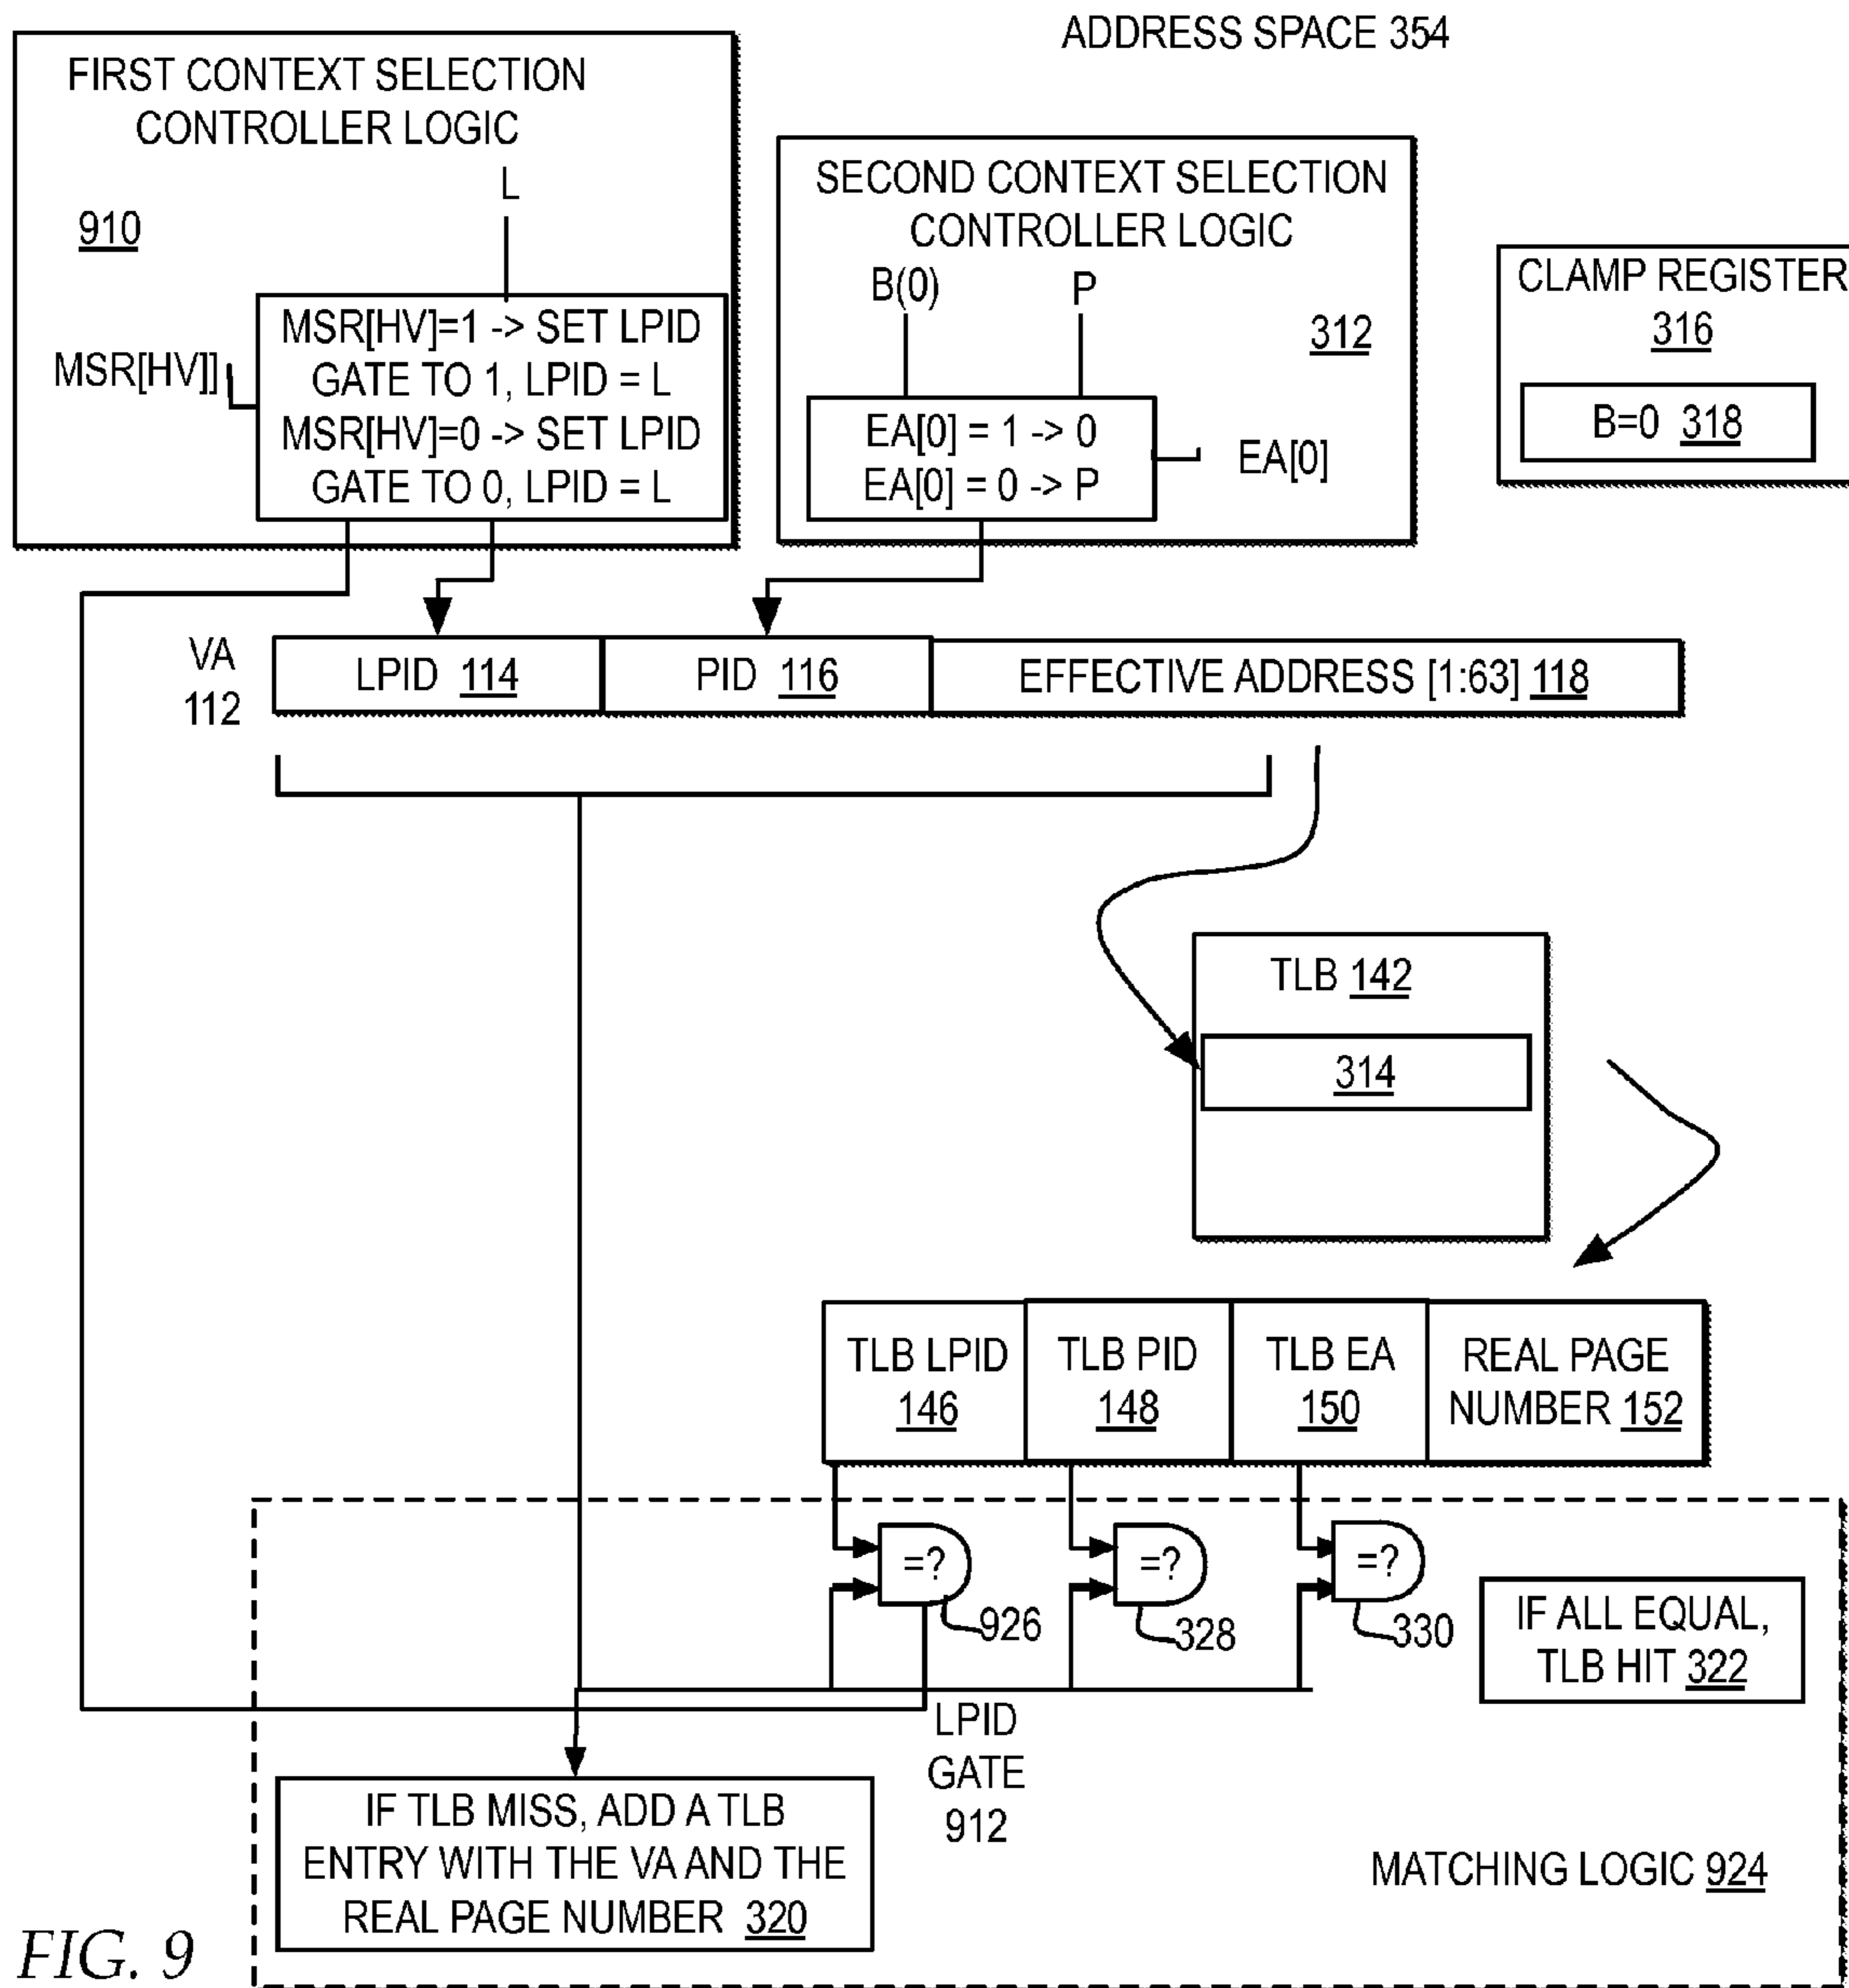 ADDRESS SPACE 354
FIRST CONTEXT SELECTION
CONTROLLER LOGIC
L
910
MSR[HV]]
MSR[HV]=1 -> SET LPID
GATE TO 1, LPID = L
MSR[HV]=0 -> SET LPID
GATE TO 0, LPID = L
SECOND CONTEXT SELECTION
CONTROLLER LOGIC
B(0)
P
312
EA[0] = 1 -> 0
EA[0] = 0 -> P
EA[0]
CLAMP REGISTER
316
B=0 318
VA
112
LPID 114
PID 116
EFFECTIVE ADDRESS [1:63] 118
TLB 142
314
TLB LPID
146
TLB PID
148
TLB EA
150
REAL PAGE
NUMBER 152
=?
926
=?
328
=?
330
IF ALL EQUAL,
TLB HIT 322
LPID
GATE
912
IF TLB MISS, ADD A TLB
ENTRY WITH THE VA AND THE
REAL PAGE NUMBER 320
MATCHING LOGIC 924
FIG. 9